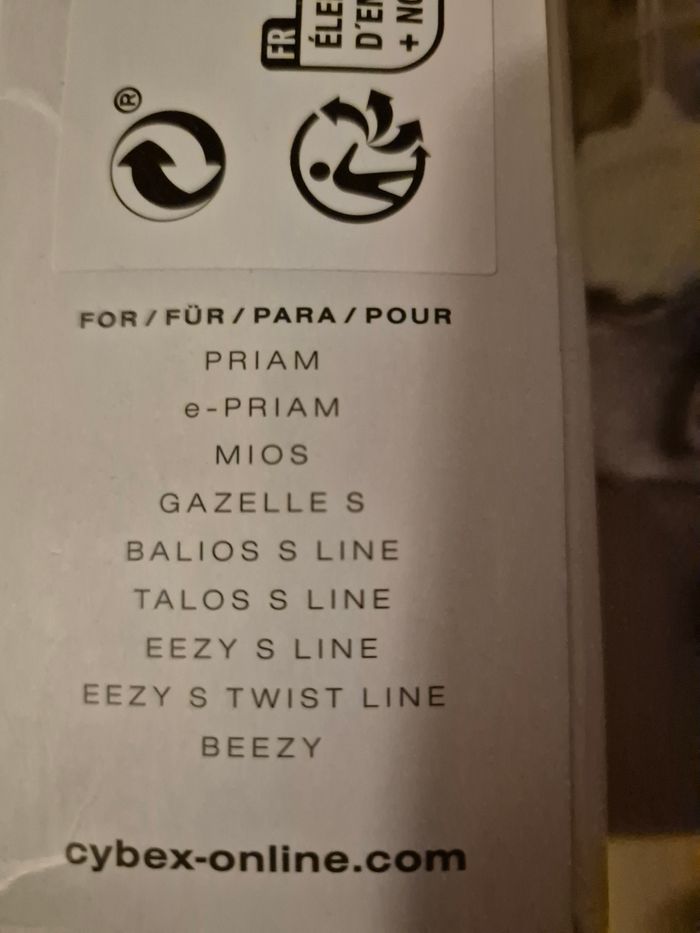 ®
FR
FOR / FÜR / PARA / POUR
PRIAM
e-PRIAM
MIOS
GAZELLE S
BALIOS S LINE
TALOS S LINE
EEZY S LINE
EEZY S TWIST LINE
BEEZY
cybex-online.com